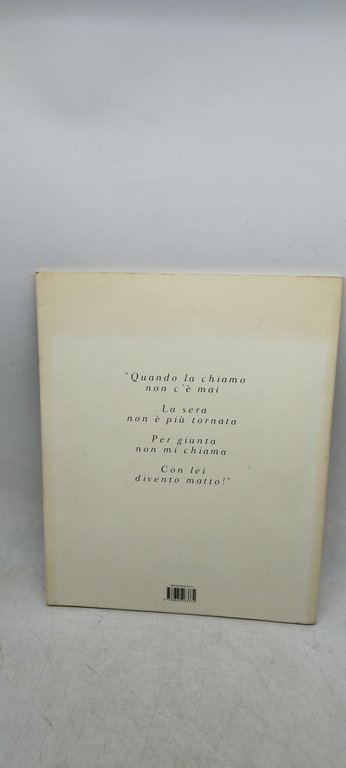 "Quando la chiamo
non c'è mai
La sera
non è più tornata
Per giunta
non mi chiama
Con lei
divento matto!"